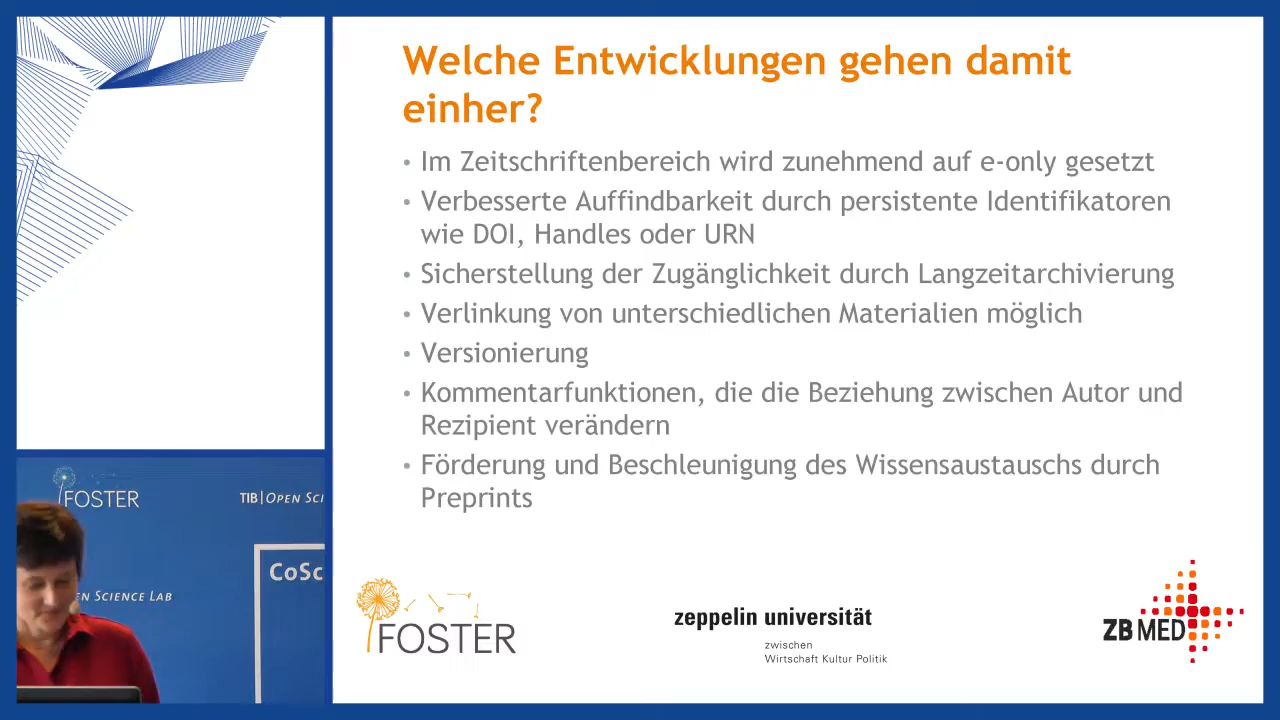 Welche Entwicklungen gehen damit
einher?
• Im Zeitschriftenbereich wird zunehmend auf e-only gesetzt
• Verbesserte Auffindbarkeit durch persistente Identifikatoren
wie DOI, Handles oder URN
• Sicherstellung der Zugänglichkeit durch Langzeitarchivierung
• Verlinkung von unterschiedlichen Materialien möglich
• Versionierung
• Kommentarfunktionen, die die Beziehung zwischen Autor und
Rezipient verändern
• Förderung und Beschleunigung des Wissensaustauschs durch
Preprints
FOSTER
zeppelin universität
zwischen
Wirtschaft Kultur Politik
ZB MED
FOSTER
TIB|OPEN SCI
CoSc
EN SCIENCE LAB